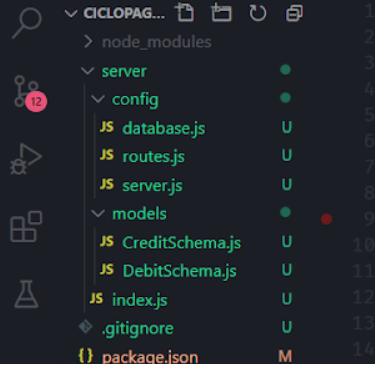 CICLOPAG...
node_modules
server
config
JS database.js U
JS routes.js U
JS server.js U
models
JS CreditSchema.js U
JS DebitSchema.js U
JS index.js U
.gitignore U
{} package.json M
12
1
2
3
4
5
6
7
8
9
10
11
12
13
14